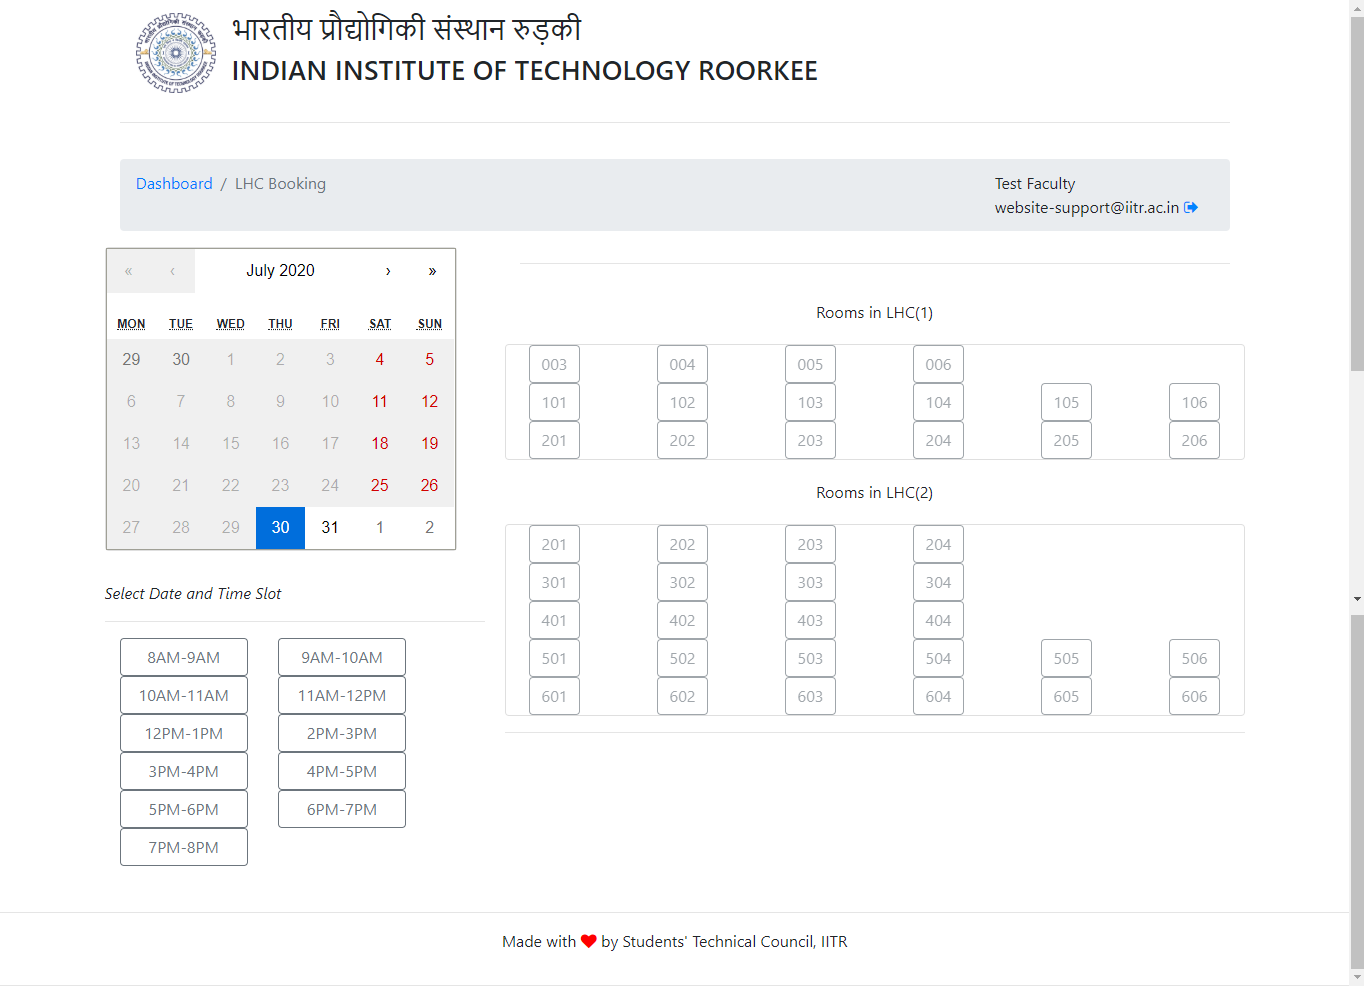 भारतीय प्रौद्योगिकी संस्थान रुड़की
INDIAN INSTITUTE OF TECHNOLOGY ROORKEE
Dashboard / LHC Booking
Test Faculty
website-support@iitr.ac.in
« ‹ July 2020 › »
MON TUE WED THU FRI SAT SUN
29 30 1 2 3 4 5
6 7 8 9 10 11 12
13 14 15 16 17 18 19
20 21 22 23 24 25 26
27 28 29 30 31 1 2
Select Date and Time Slot
8AM-9AM 9AM-10AM
10AM-11AM 11AM-12PM
12PM-1PM 2PM-3PM
3PM-4PM 4PM-5PM
5PM-6PM 6PM-7PM
7PM-8PM
Rooms in LHC(1)
003 004 005 006
101 102 103 104 105 106
201 202 203 204 205 206
Rooms in LHC(2)
201 202 203 204
301 302 303 304
401 402 403 404
501 502 503 504 505 506
601 602 603 604 605 606
Made with ❤ by Students' Technical Council, IITR